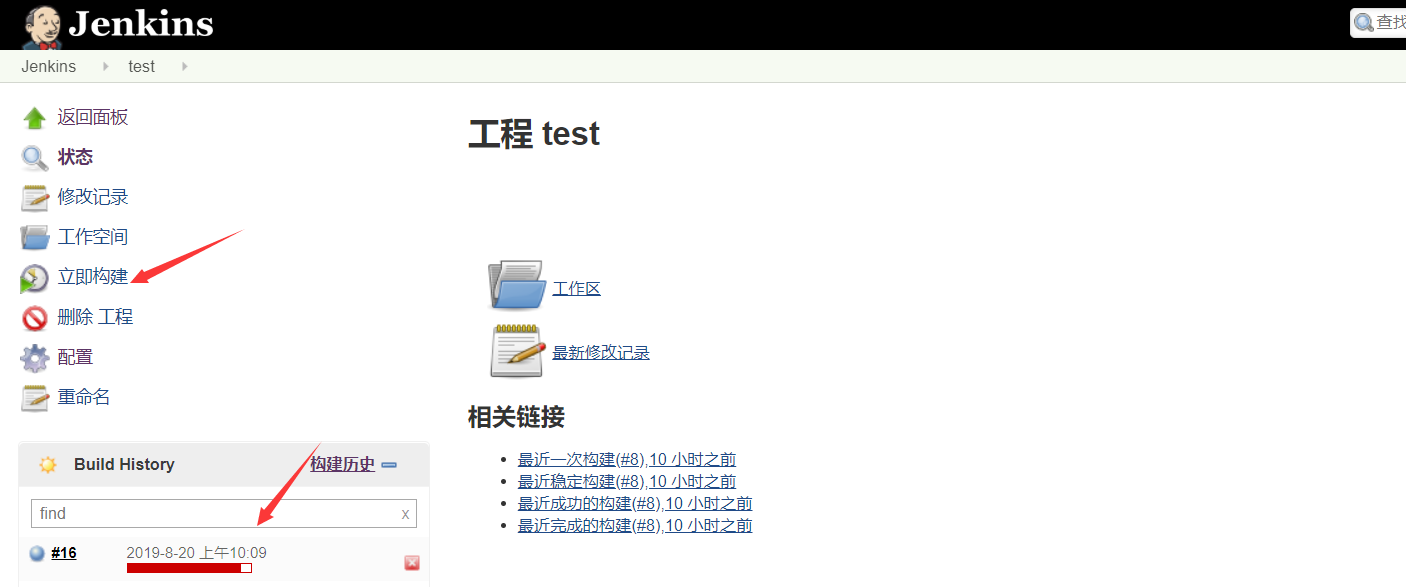 Jenkins
查找
Jenkins test
返回面板
状态
修改记录
工作空间
立即构建
删除 工程
配置
重命名
Build History 构建历史
find x
#16 2019-8-20 上午10:09
工程 test
工作区
最新修改记录
相关链接
最近一次构建(#8),10 小时之前
最近稳定构建(#8),10 小时之前
最近成功的构建(#8),10 小时之前
最近完成的构建(#8),10 小时之前